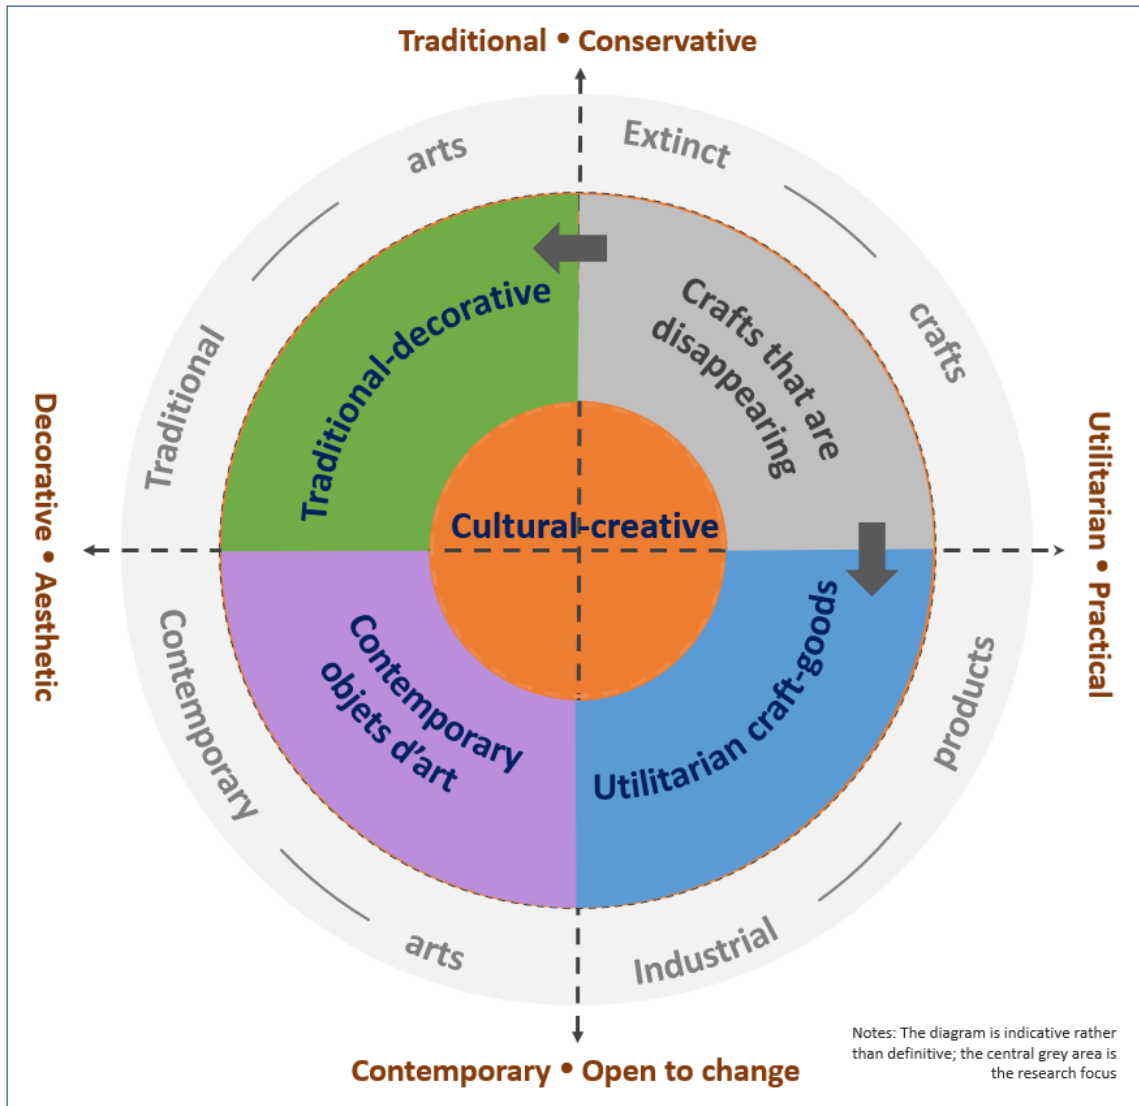 Traditional • Conservative
Traditional arts
Extinct crafts
Traditional-decorative
Crafts that are
disappearing
Decorative • Aesthetic
Utilitarian • Practical
Cultural-creative
Contemporary
objets d’art
Utilitarian craft-goods
Contemporary arts
Industrial products
Contemporary • Open to change
Notes: The diagram is indicative rather
than definitive; the central grey area is
the research focus